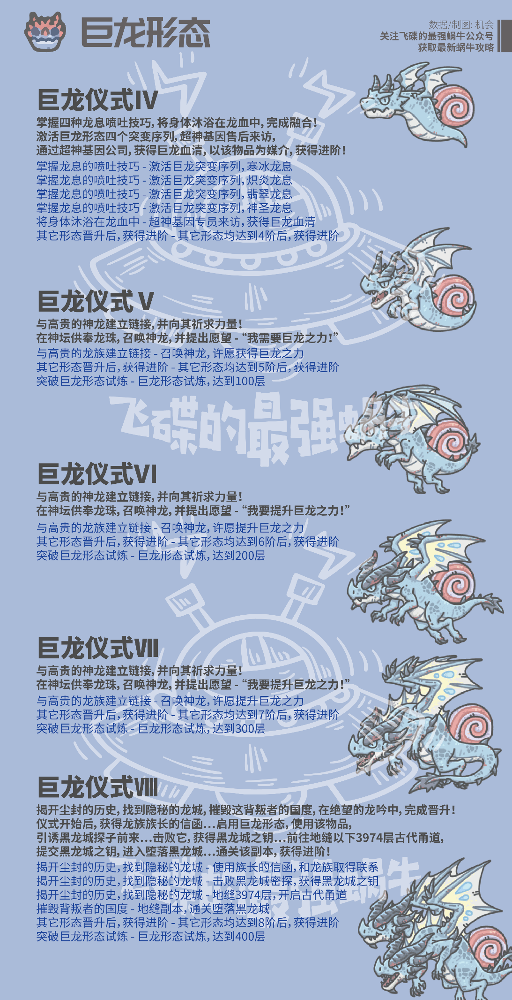 巨龙形态
数据/制图: 机会
关注飞碟的最强蜗牛公众号
获取最新蜗牛攻略
巨龙仪式IV
掌握四种龙息喷吐技巧, 将身体沐浴在龙血中, 完成融合!
激活巨龙形态四个突变序列, 超神基因售后来访,
通过超神基因公司, 获得巨龙血清, 以该物品为媒介, 获得进阶!
掌握龙息的喷吐技巧 - 激活巨龙突变序列, 寒冰龙息
掌握龙息的喷吐技巧 - 激活巨龙突变序列, 炽炎龙息
掌握龙息的喷吐技巧 - 激活巨龙突变序列, 翡翠龙息
掌握龙息的喷吐技巧 - 激活巨龙突变序列, 神圣龙息
将身体沐浴在龙血中 - 超神基因专员来访, 获得巨龙血清
其它形态晋升后, 获得进阶 - 其它形态均达到4阶后, 获得进阶
巨龙仪式 V
与高贵的神龙建立链接, 并向其祈求力量!
在神坛供奉龙珠, 召唤神龙, 并提出愿望 - “我需要巨龙之力!”
与高贵的龙族建立链接 - 召唤神龙, 许愿获得巨龙之力
其它形态晋升后, 获得进阶 - 其它形态均达到5阶后, 获得进阶
突破巨龙形态试炼 - 巨龙形态试炼, 达到100层
飞碟的最强蜗牛
巨龙仪式VI
与高贵的神龙建立链接, 并向其祈求力量!
在神坛供奉龙珠, 召唤神龙, 并提出愿望 - “我要提升巨龙之力!”
与高贵的龙族建立链接 - 召唤神龙, 许愿提升巨龙之力
其它形态晋升后, 获得进阶 - 其它形态均达到6阶后, 获得进阶
突破巨龙形态试炼 - 巨龙形态试炼, 达到200层
巨龙仪式VII
与高贵的神龙建立链接, 并向其祈求力量!
在神坛供奉龙珠, 召唤神龙, 并提出愿望 - “我要提升巨龙之力!”
与高贵的龙族建立链接 - 召唤神龙, 许愿提升巨龙之力
其它形态晋升后, 获得进阶 - 其它形态均达到7阶后, 获得进阶
突破巨龙形态试炼 - 巨龙形态试炼, 达到300层
巨龙仪式VIII
揭开尘封的历史, 找到隐秘的龙城, 摧毁这背叛者的国度, 在绝望的龙吟中, 完成晋升!
仪式开始后, 获得龙族族长的信函...启用巨龙形态, 使用该物品,
引诱黑龙城探子前来...击败它, 获得黑龙城之钥...前往地缝以下3974层古代甬道,
提交黑龙城之钥, 进入堕落黑龙城...通关该副本, 获得进阶!
揭开尘封的历史, 找到隐秘的龙城 - 使用族长的信函, 和龙族取得联系
揭开尘封的历史, 找到隐秘的龙城 - 击败黑龙城密探, 获得黑龙城之钥
揭开尘封的历史, 找到隐秘的龙城 - 地缝3974层, 开启古代甬道
摧毁背叛者的国度 - 地缝副本, 通关堕落黑龙城
其它形态晋升后, 获得进阶 - 其它形态均达到8阶后, 获得进阶
突破巨龙形态试炼 - 巨龙形态试炼, 达到400层
飞碟的最强蜗牛